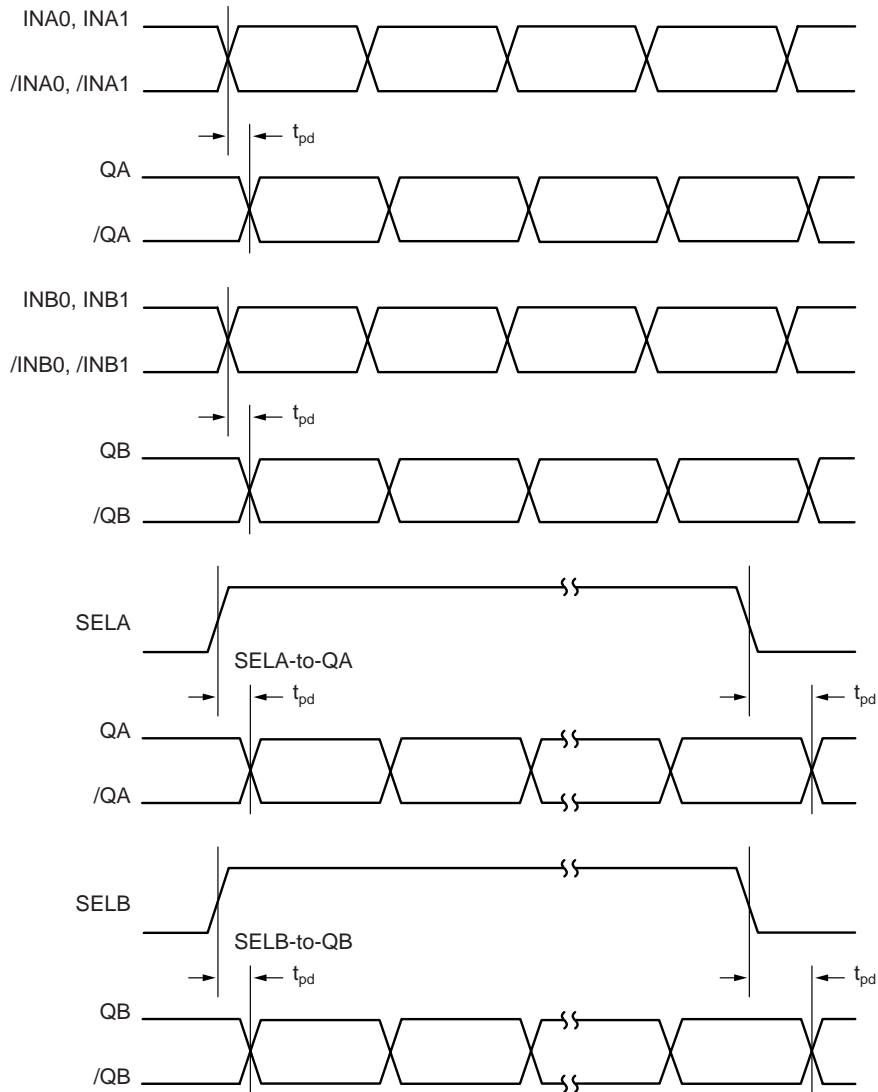 INA0, INA1
/INA0, /INA1
tpd
QA
/QA
INB0, INB1
/INB0, /INB1
tpd
QB
/QB
SELA
SELA-to-QA
tpd
tpd
QA
/QA
SELB
SELB-to-QB
tpd
tpd
QB
/QB